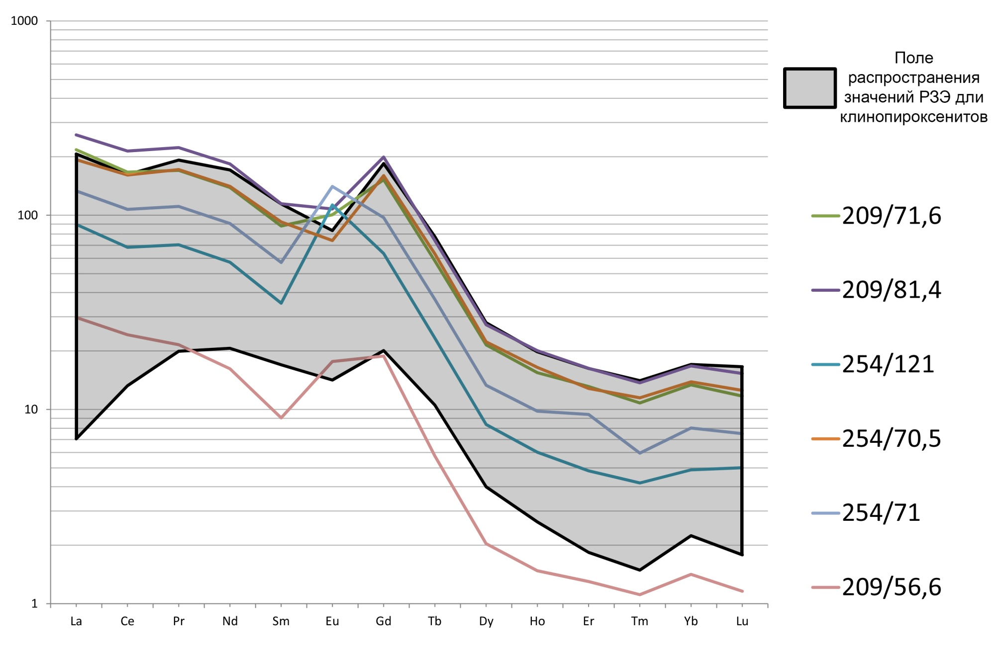 1000
100
10
1
La Ce Pr Nd Sm Eu Gd Tb Dy Ho Er Tm Yb Lu
Поле
распространения
значений РЗЭ дли
клинопироксенитов
209/71,6
209/81,4
254/121
254/70,5
254/71
209/56,6